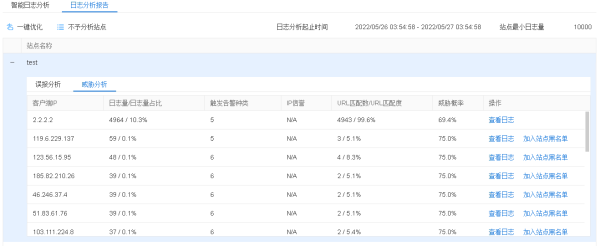 智能日志分析 日志分析报告
一键优化 不予分析站点 日志分析起止时间 2022/05/26 03:54:58 - 2022/05/27 03:54:58 站点最小日志量 10000
站点名称
− test
误报分析 威胁分析
客户端IP 日志量/日志量占比 触发告警种类 IP信誉 URL匹配数/URL匹配度 威胁概率 操作
2.2.2.2 4964 / 10.3% 5 N/A 4943 / 99.6% 69.4% 查看日志
119.6.229.137 59 / 0.1% 5 N/A 3 / 5.1% 75.0% 查看日志 加入站点黑名单
123.56.15.95 48 / 0.1% 6 N/A 4 / 8.3% 75.0% 查看日志 加入站点黑名单
185.82.210.26 39 / 0.1% 6 N/A 2 / 5.1% 75.0% 查看日志 加入站点黑名单
46.246.37.4 39 / 0.1% 6 N/A 2 / 5.1% 75.0% 查看日志 加入站点黑名单
51.83.61.76 39 / 0.1% 6 N/A 2 / 5.1% 75.0% 查看日志 加入站点黑名单
103.111.224.8 37 / 0.1% 6 N/A 2 / 5.4% 75.0% 查看日志 加入站点黑名单